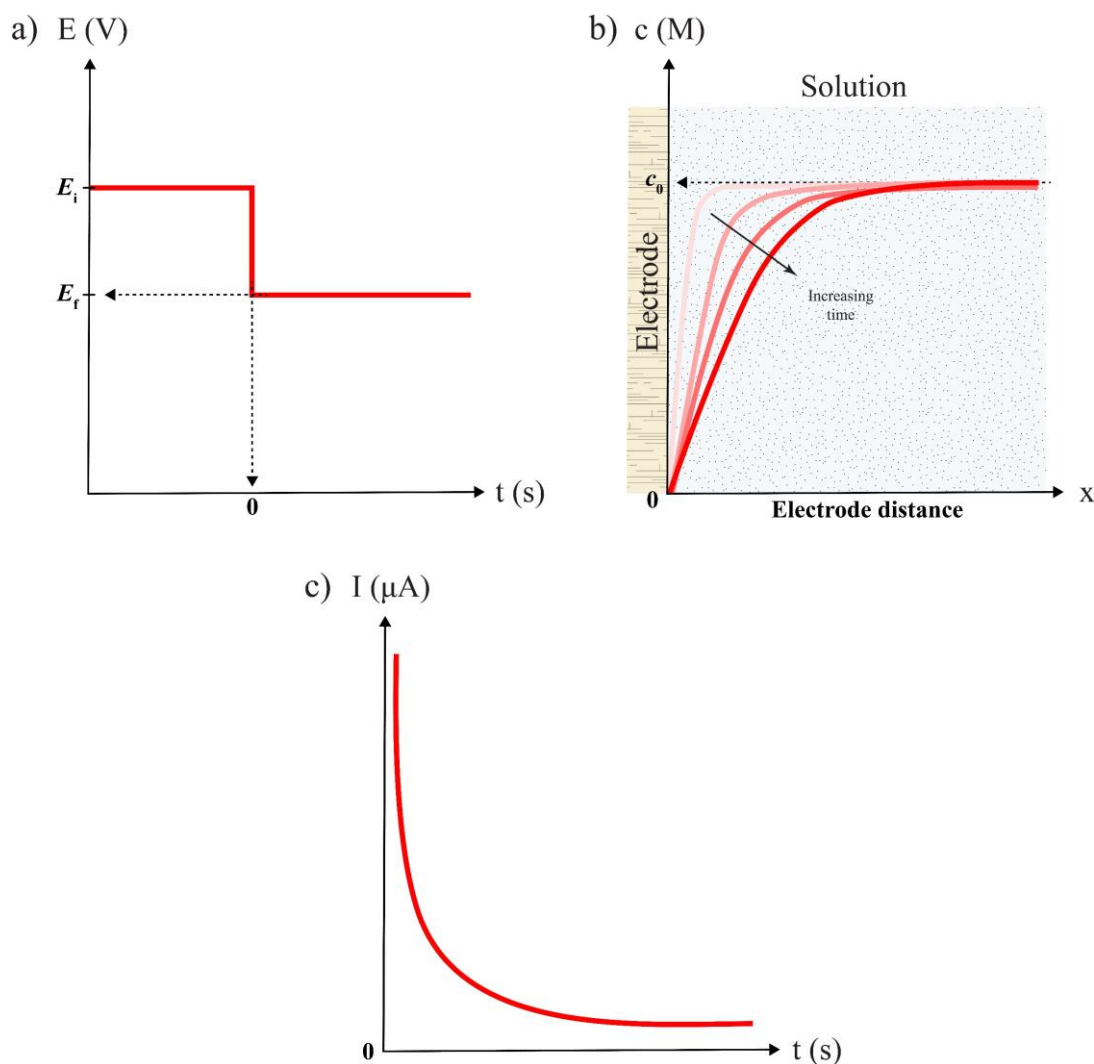 a) E (V)
E_i
E_f
0
t (s)
b) c (M)
Solution
c_0
Electrode
Increasing
time
0
Electrode distance
x
c) I (μA)
0
t (s)